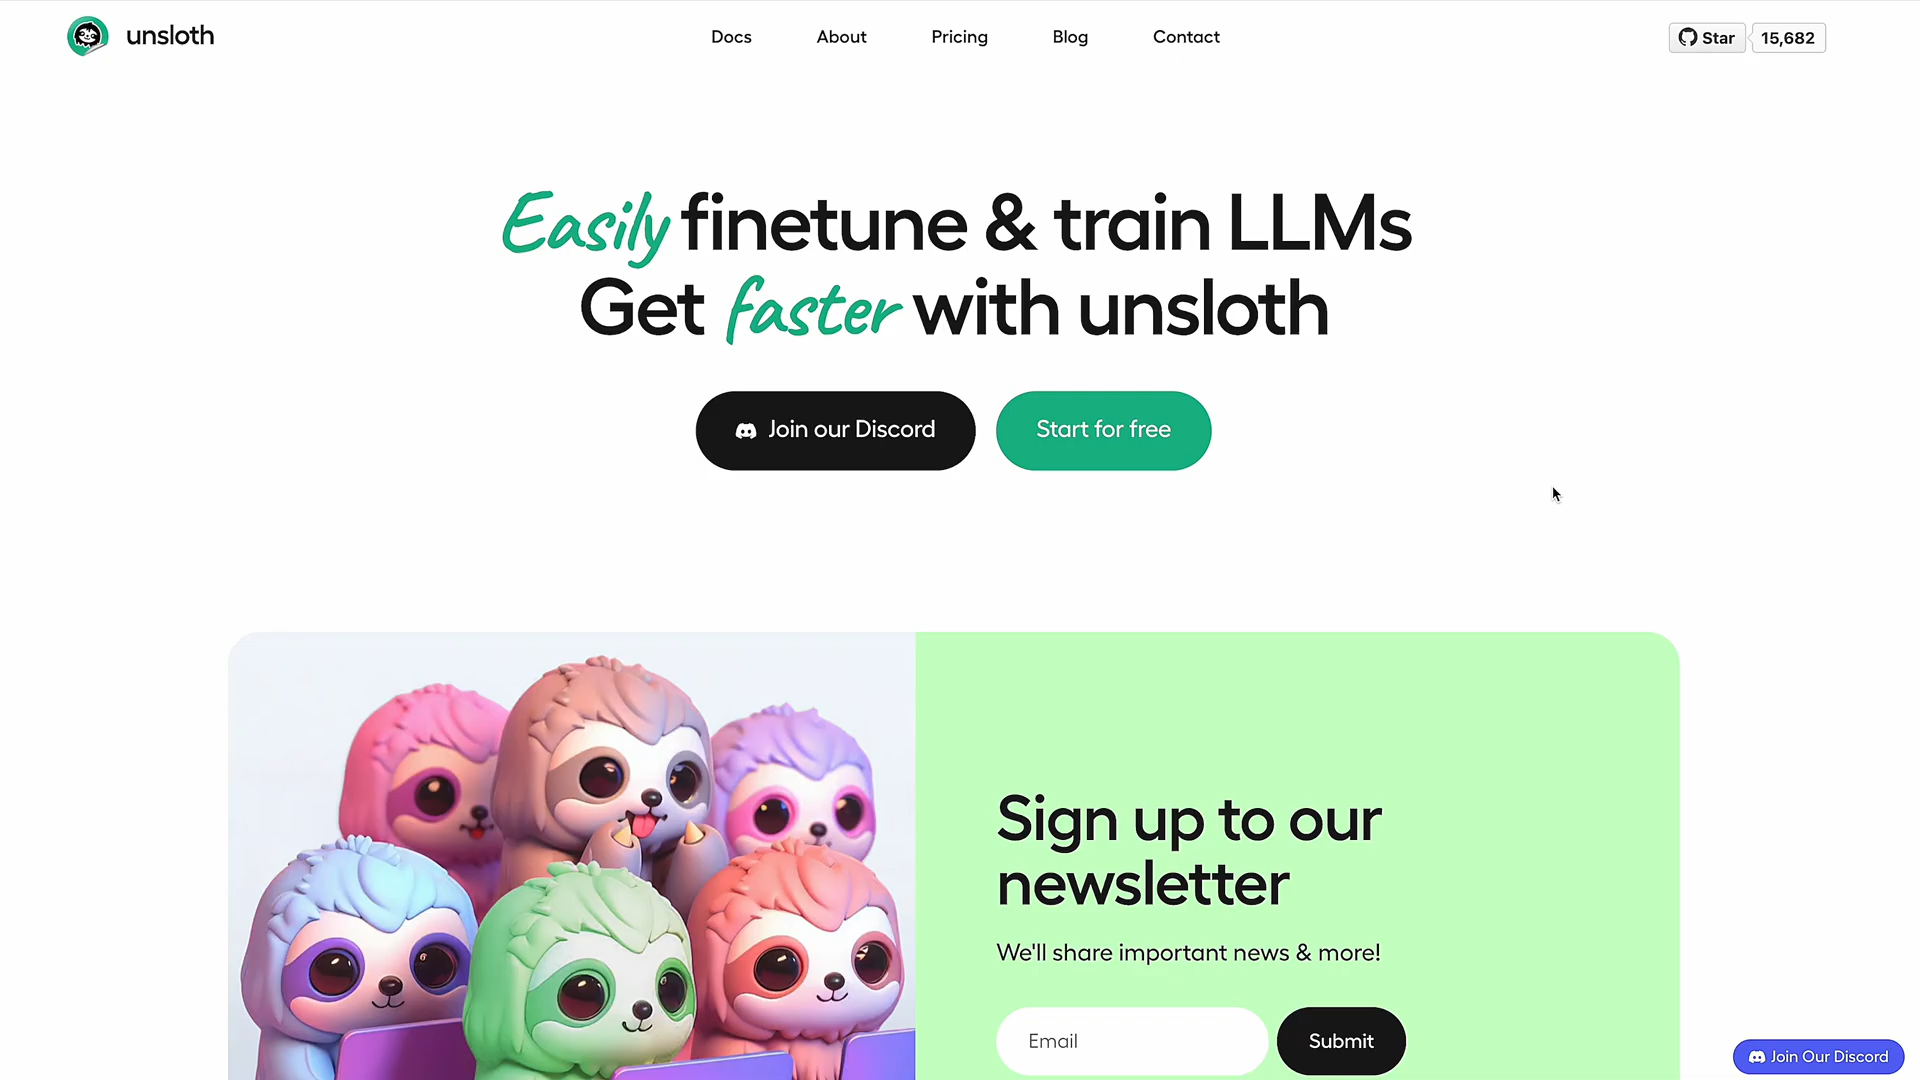 unsloth
Docs
About
Pricing
Blog
Contact
Star
15,682
Easily finetune & train LLMs
Get faster with unsloth
Join our Discord
Start for free
Sign up to our
newsletter
We'll share important news & more!
Email
Submit
Join Our Discord